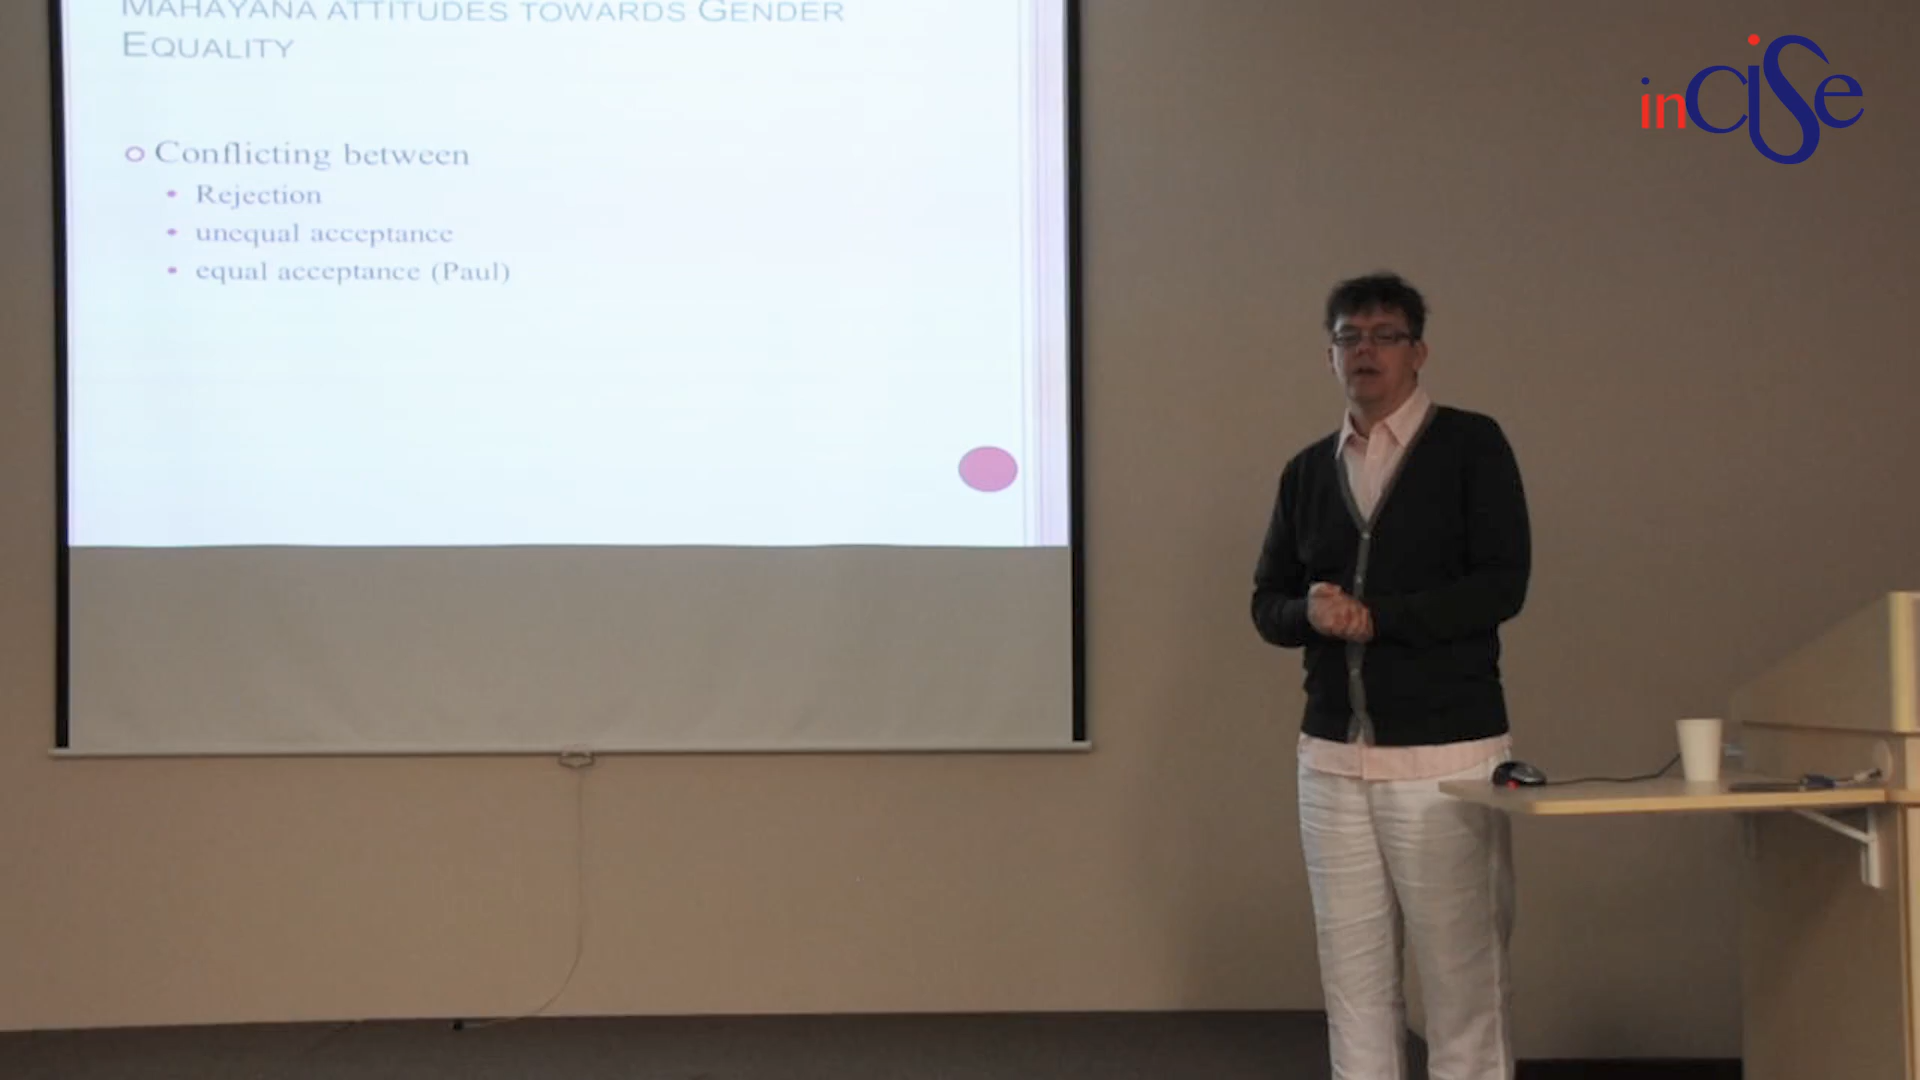 MAHAYANA ATTITUDES TOWARDS GENDER
EQUALITY
Conflicting between
Rejection
unequal acceptance
equal acceptance (Paul)
inCISe